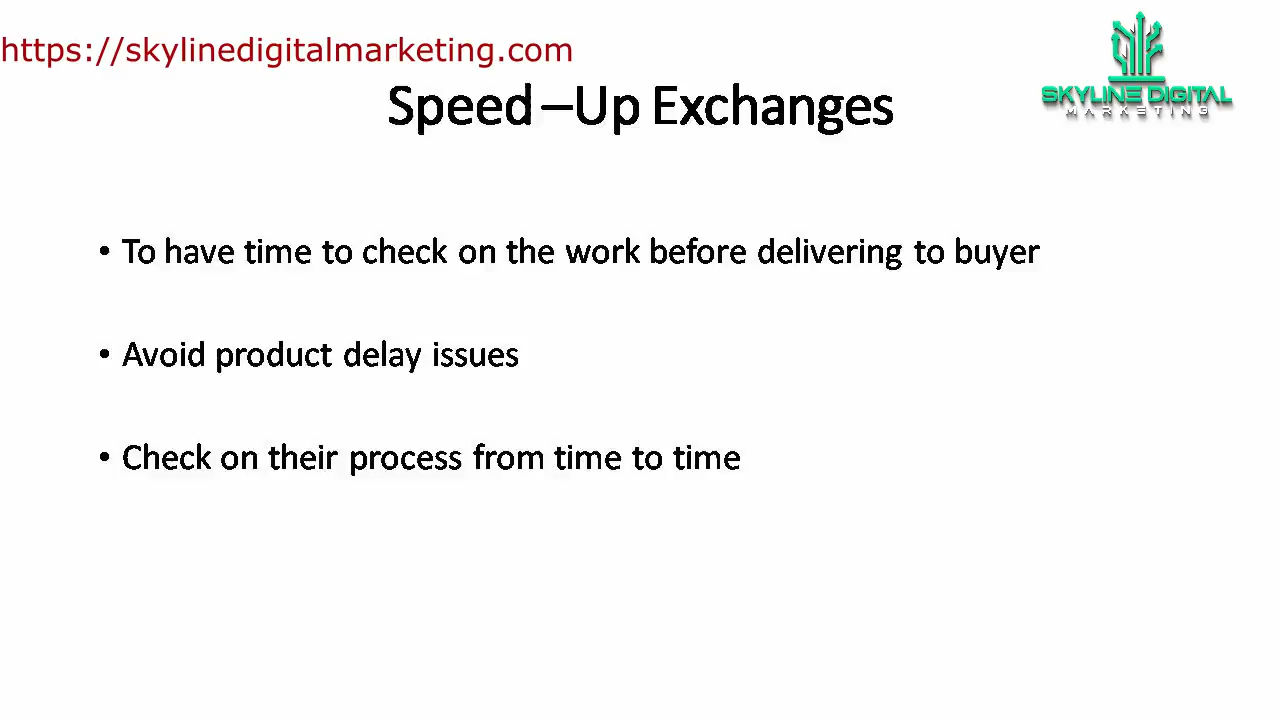 https://skylinedigitalmarketing.com
SKYLINE DIGITAL
MARKETING
Speed –Up Exchanges
• To have time to check on the work before delivering to buyer
• Avoid product delay issues
• Check on their process from time to time